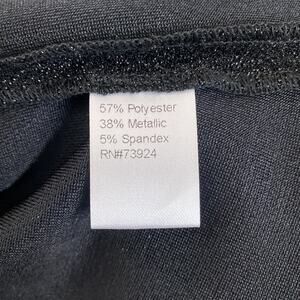 57% Polyester
38% Metallic
5% Spandex
RN#73924